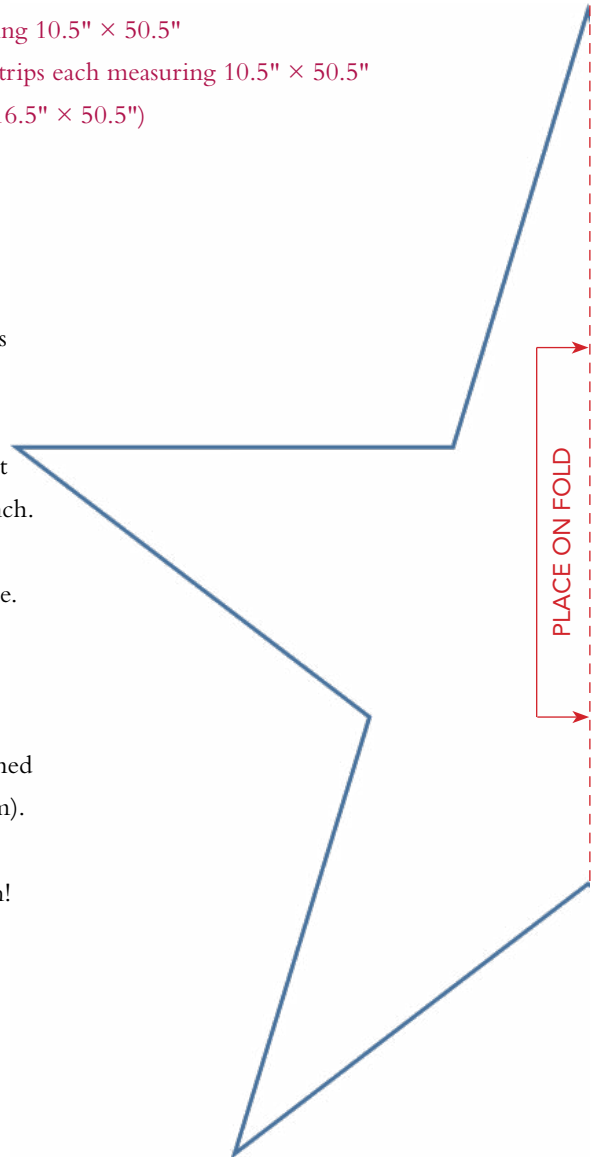 ng 10.5" × 50.5"
trips each measuring 10.5" × 50.5"
6.5" × 50.5")
s
t
ch.
e.
PLACE ON FOLD
ned
n).
!